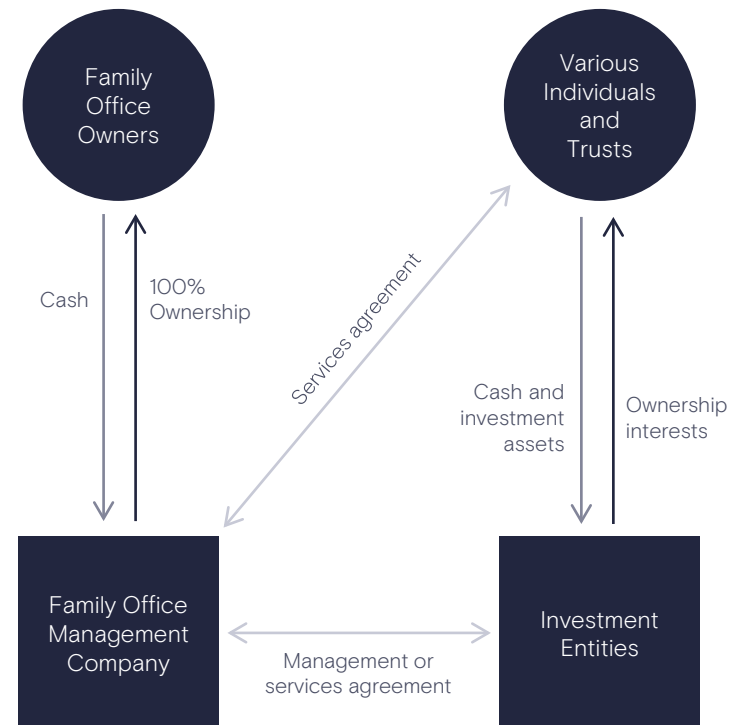 Family
Office
Owners
Various
Individuals
and
Trusts
Cash
100%
Ownership
Services agreement
Cash and
investment
assets
Ownership
interests
Family Office
Management
Company
Management or
services agreement
Investment
Entities